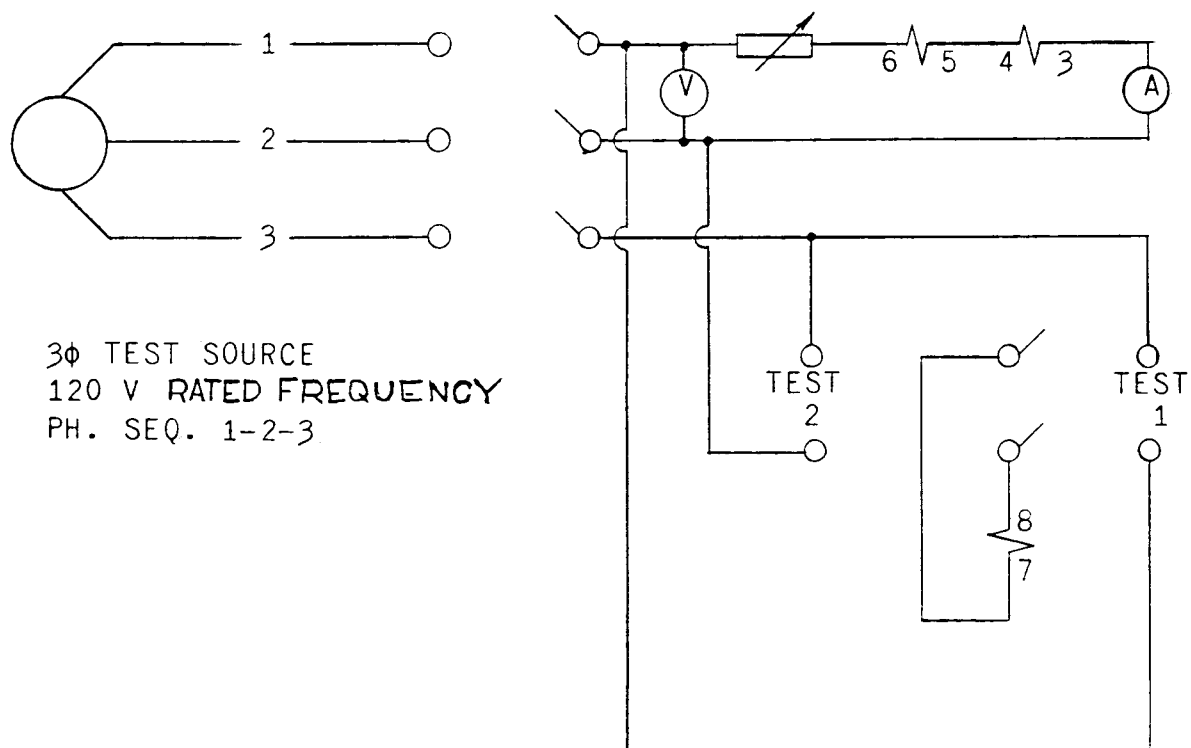 1
2
3
V
6 5 4 3
A
TEST
2
TEST
1
8
7
3ϕ TEST SOURCE
120 V RATED FREQUENCY
PH. SEQ. 1-2-3